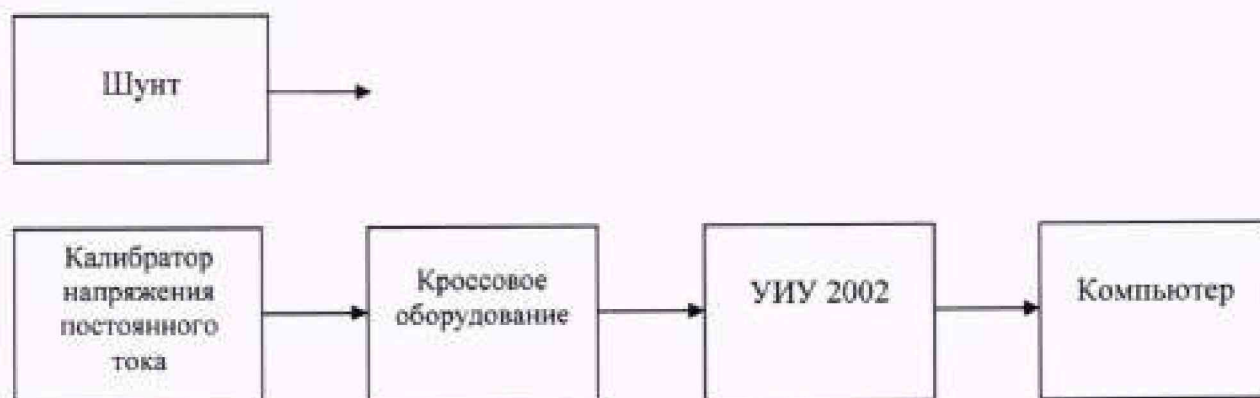 Шунт
Калибратор
напряжения
постоянного
тока
Кроссовое
оборудование
УИУ 2002
Компьютер